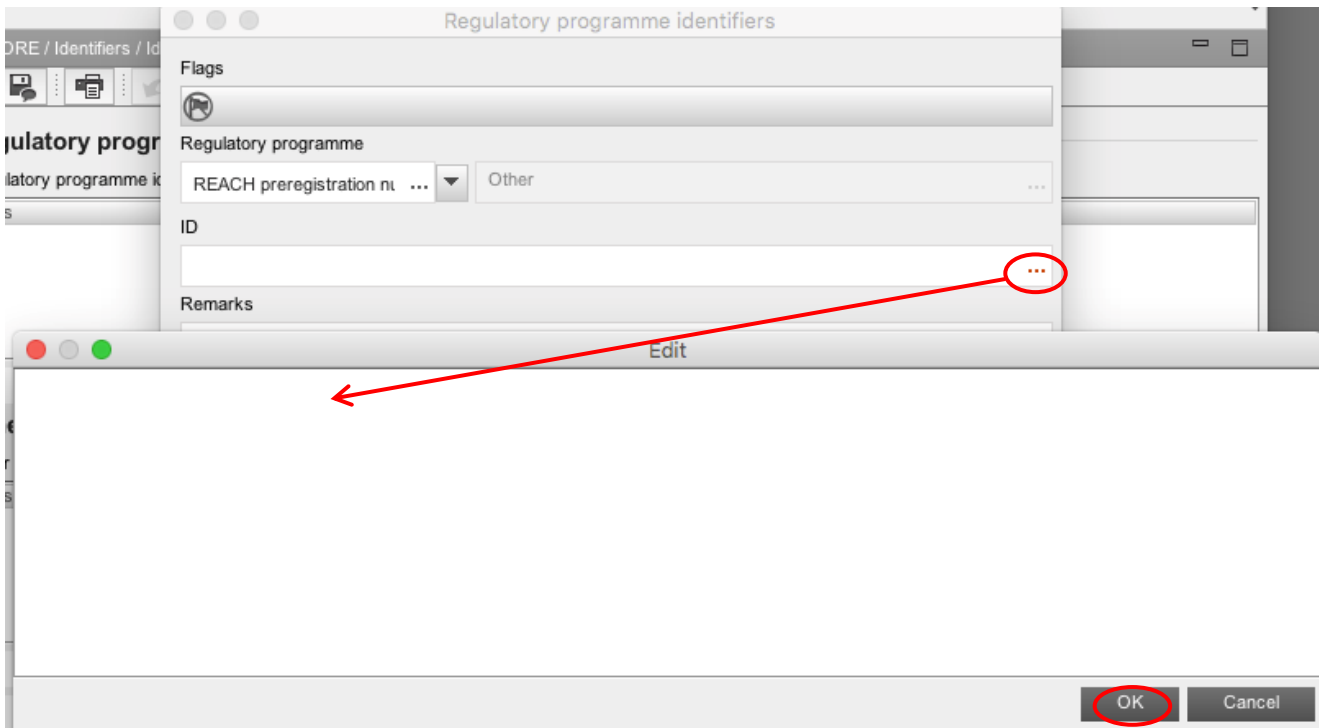 Regulatory programme identifiers
ORE / Identifiers / Id
Flags
gulatory progr
Regulatory programme
latory programme id
REACH preregistration nu ...
Other ...
s
ID
...
Remarks
Edit
e
r
s
OK
Cancel